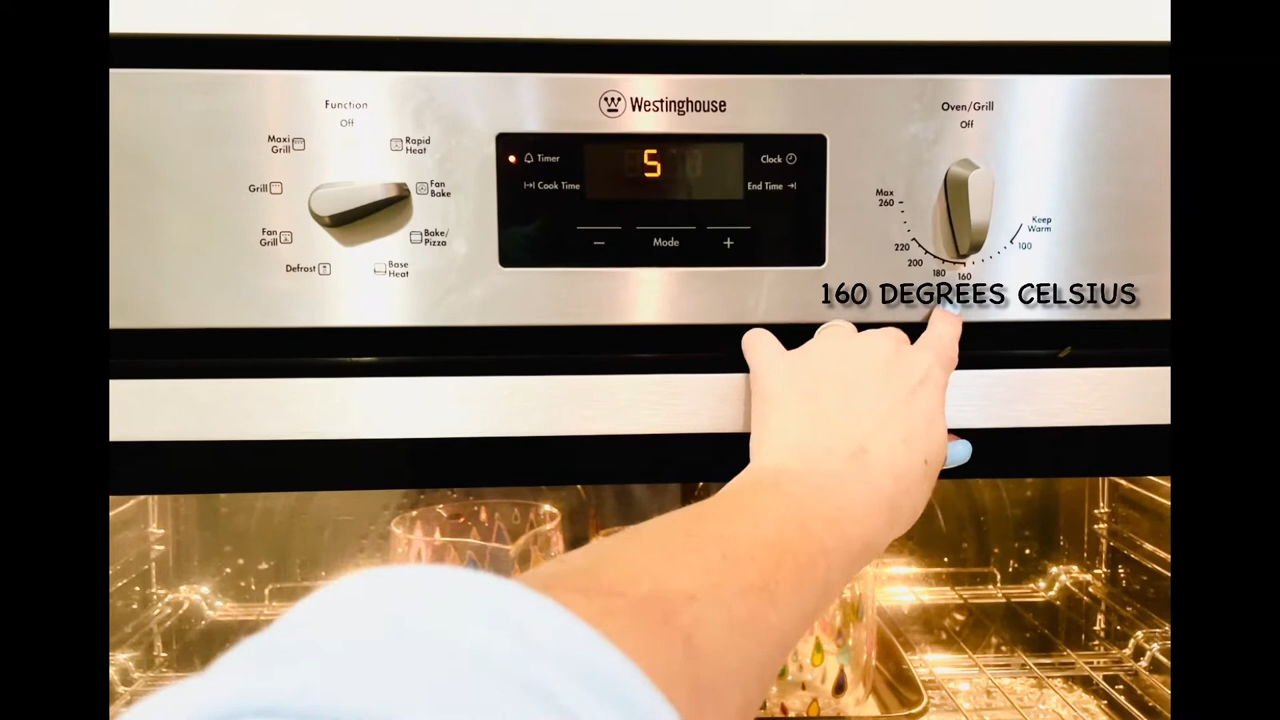 Function
Off
Maxi
Grill
Rapid
Heat
Grill
Fan
Bake
Fan
Grill
Bake/
Pizza
Defrost
Base
Heat
Westinghouse
Timer
5
Clock
Cook Time
End Time
− Mode +
Oven/Grill
Off
Max
260
Keep
Warm
220
100
200
180
160
160 DEGREES CELSIUS